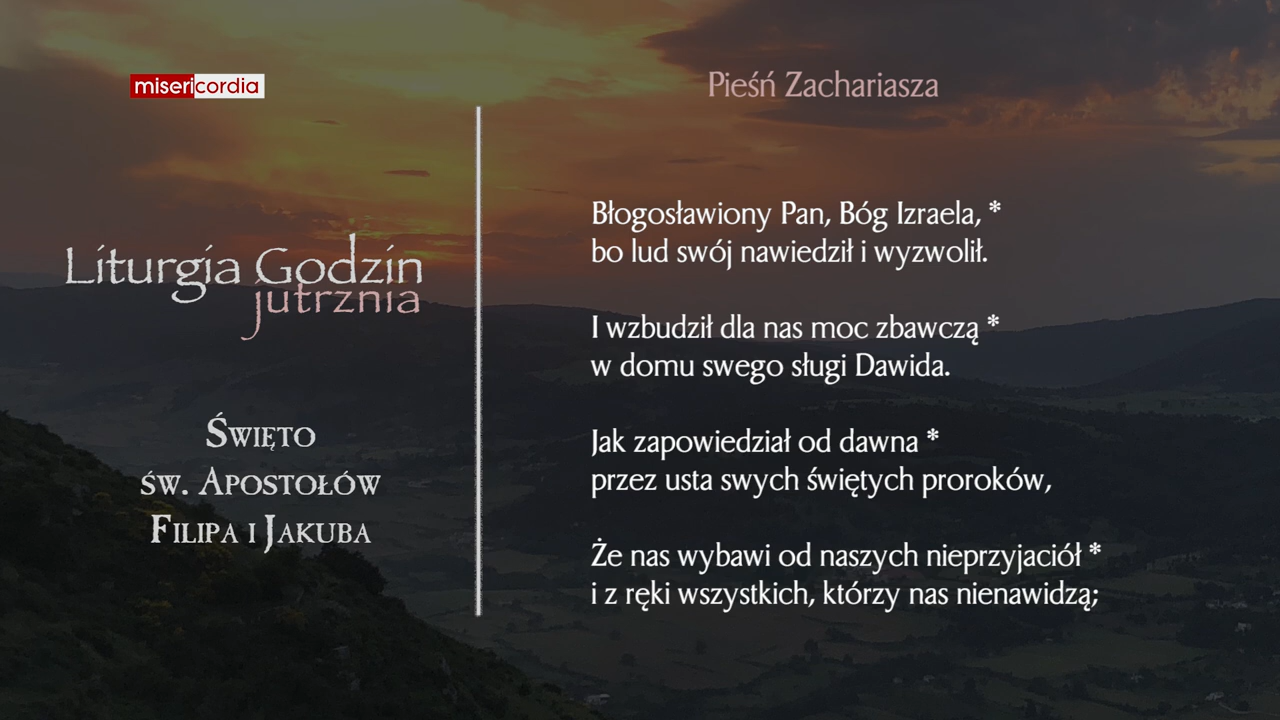 misericordia
Liturgia Godzin
jutrznia
Święto
św. Apostołów
Filipa i Jakuba
Pieśń Zachariasza
Błogosławiony Pan, Bóg Izraela, *
bo lud swój nawiedził i wyzwolił.
I wzbudził dla nas moc zbawczą *
w domu swego sługi Dawida.
Jak zapowiedział od dawna *
przez usta swych świętych proroków,
Że nas wybawi od naszych nieprzyjaciół *
i z ręki wszystkich, którzy nas nienawidzą;